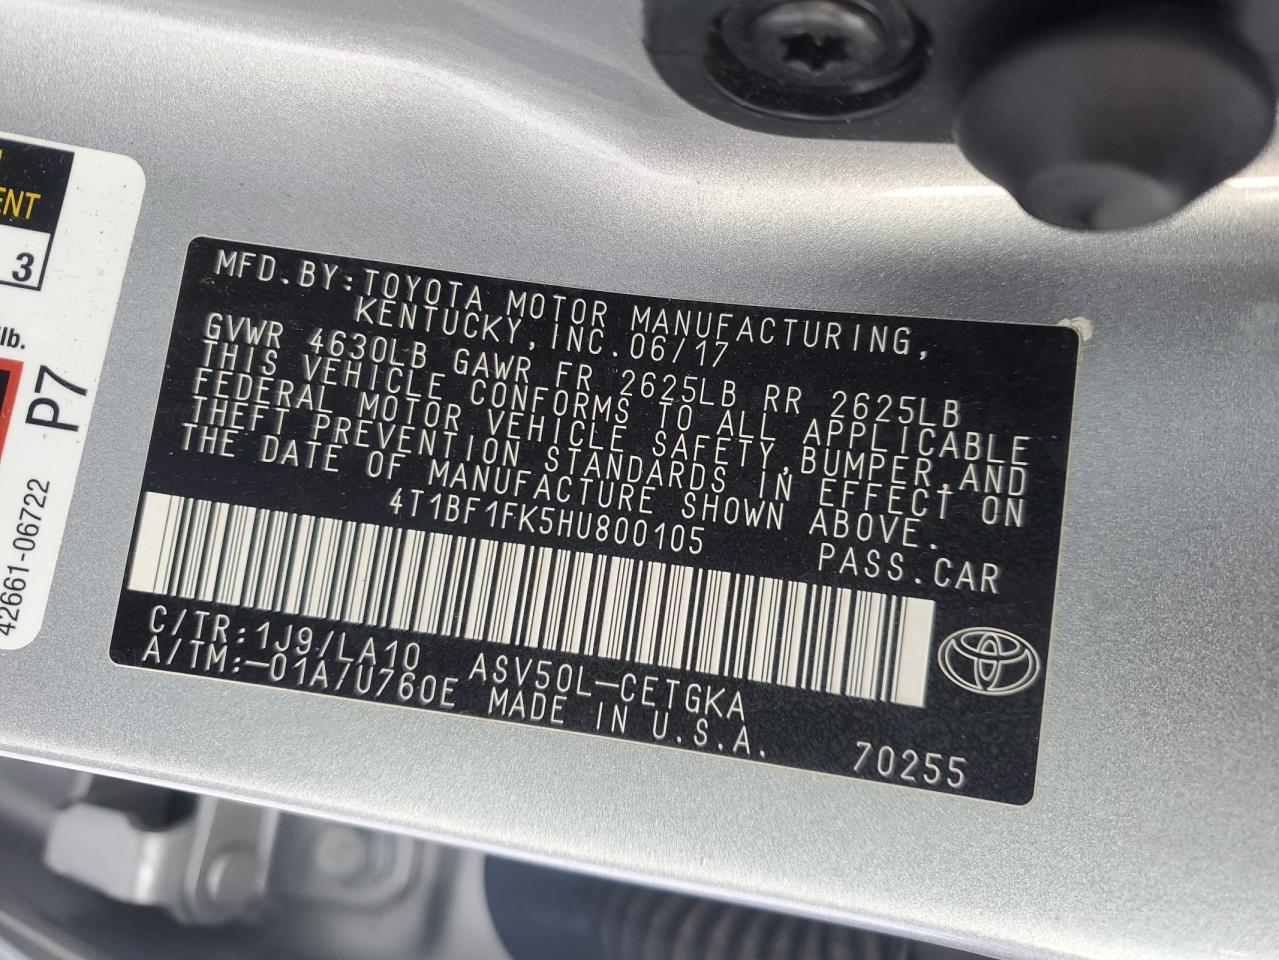 ENT
3
lb.
P7
42661-06722
MFD.BY:TOYOTA MOTOR MANUFACTURING,
KENTUCKY,INC.06/17
GVWR 4630LB GAWR FR 2625LB RR 2625LB
THIS VEHICLE CONFORMS TO ALL APPLICABLE
FEDERAL MOTOR VEHICLE SAFETY,BUMPER,AND
THEFT PREVENTION STANDARDS IN EFFECT ON
THE DATE OF MANUFACTURE SHOWN ABOVE.
4T1BF1FK5HU800105 PASS.CAR
C/TR:1J9/LA10 ASV50L-CETGKA
A/TM:-01A/U760E MADE IN U.S.A. 70255